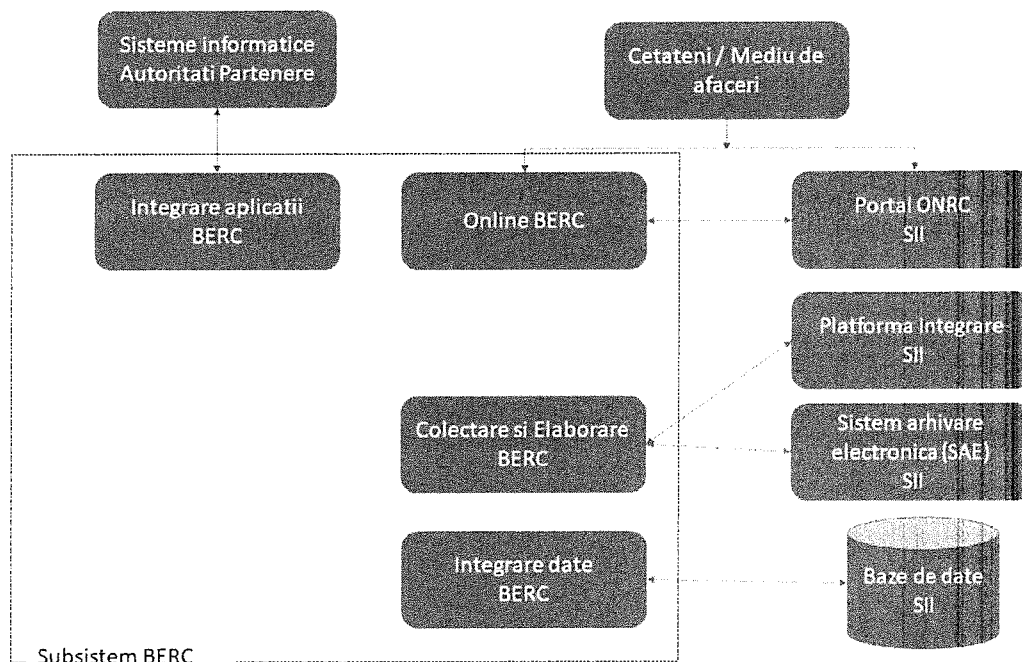 Sisteme informatice
Autoritati Partenere
Cetateni / Mediu de
afaceri
Integrare aplicatii
BERC
Online BERC
Portal ONRC
SII
Platforma integrare
SII
Colectare si Elaborare
BERC
Sistem arhivare
electronica (SAE)
SII
Integrare date
BERC
Baze de date
SII
Subsistem BERC